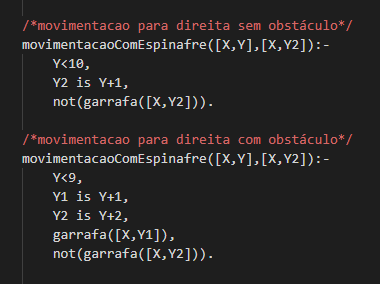 /*movimentacao para direita sem obstáculo*/
movimentacaoComEspinafre([X,Y],[X,Y2]):-
Y<10,
Y2 is Y+1,
not(garrafa([X,Y2])).
/*movimentacao para direita com obstáculo*/
movimentacaoComEspinafre([X,Y],[X,Y2]):-
Y<9,
Y1 is Y+1,
Y2 is Y+2,
garrafa([X,Y1]),
not(garrafa([X,Y2])).